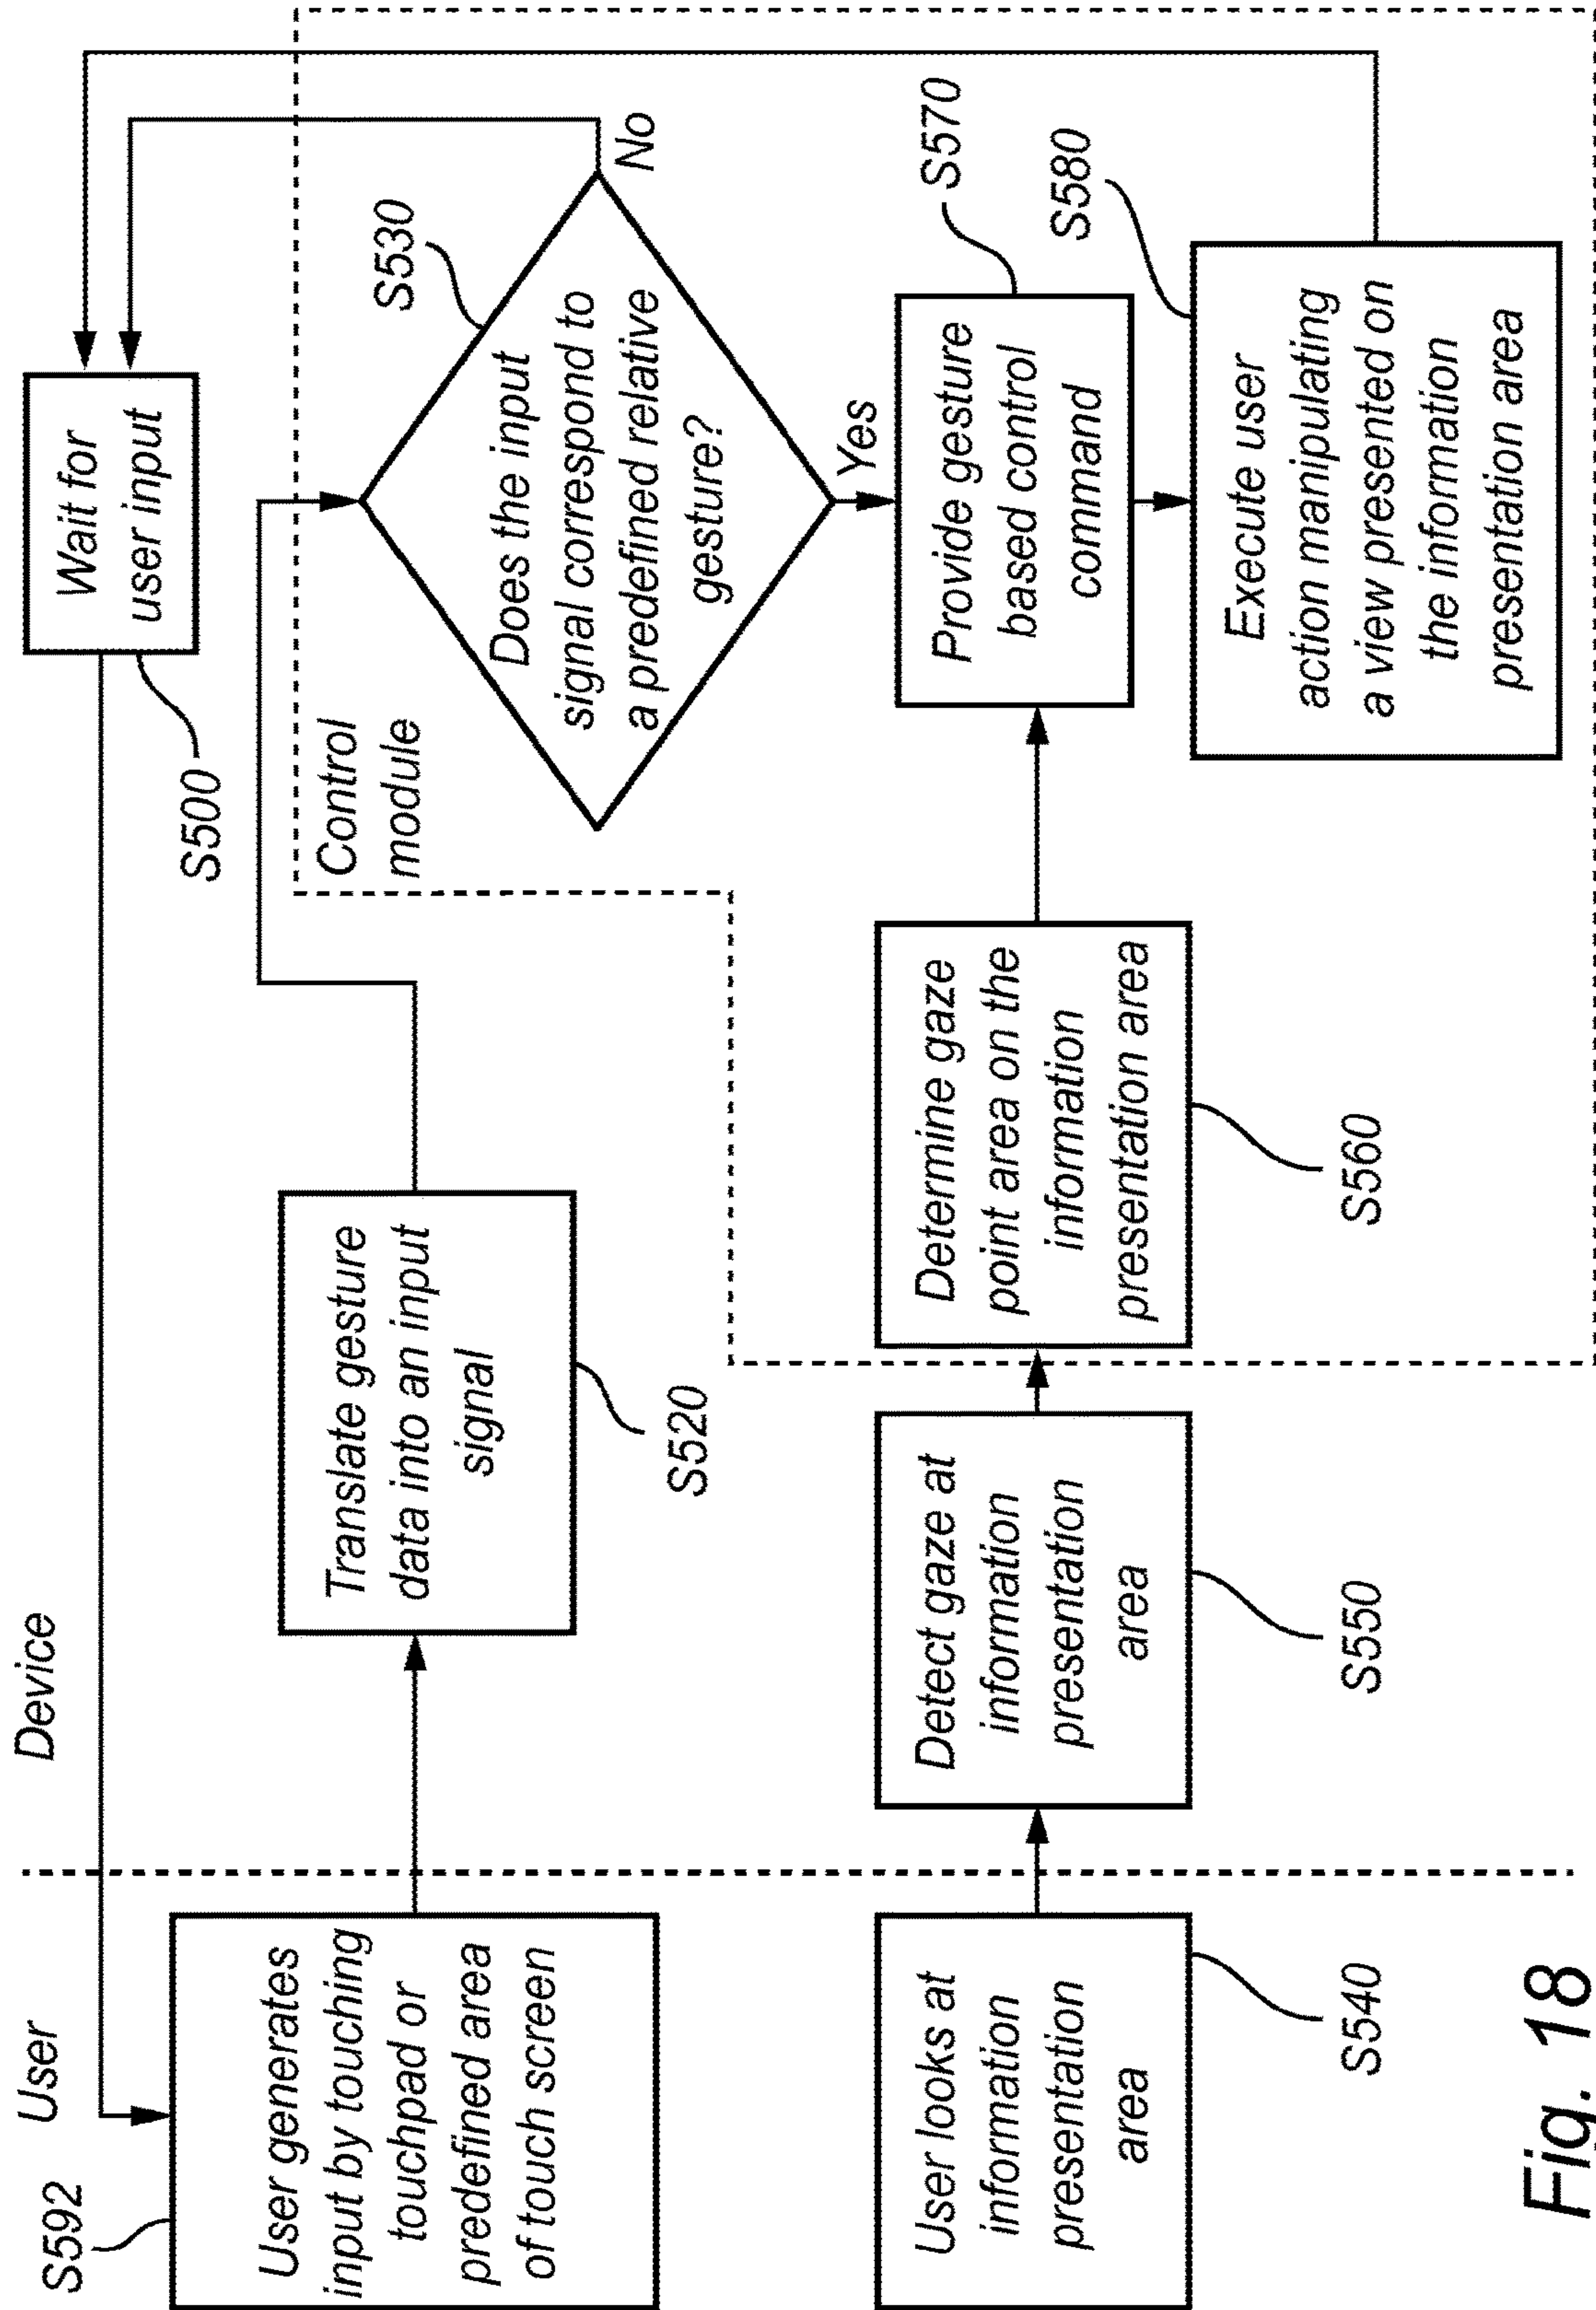 User
Device
S592
User generates
input by touching
touchpad or
predefined area
of touch screen
Wait for
user input
S500
Translate gesture
data into an input
signal
S520
Control
module
S530
Does the input
signal correspond to
a predefined relative
gesture?
No
Yes
User looks at
information
presentation
area
S540
Detect gaze at
information
presentation
area
S550
Determine gaze
point area on the
information
presentation area
S560
Provide gesture
based control
command
S570
Execute user
action manipulating
a view presented on
the information
presentation area
S580
Fig. 18